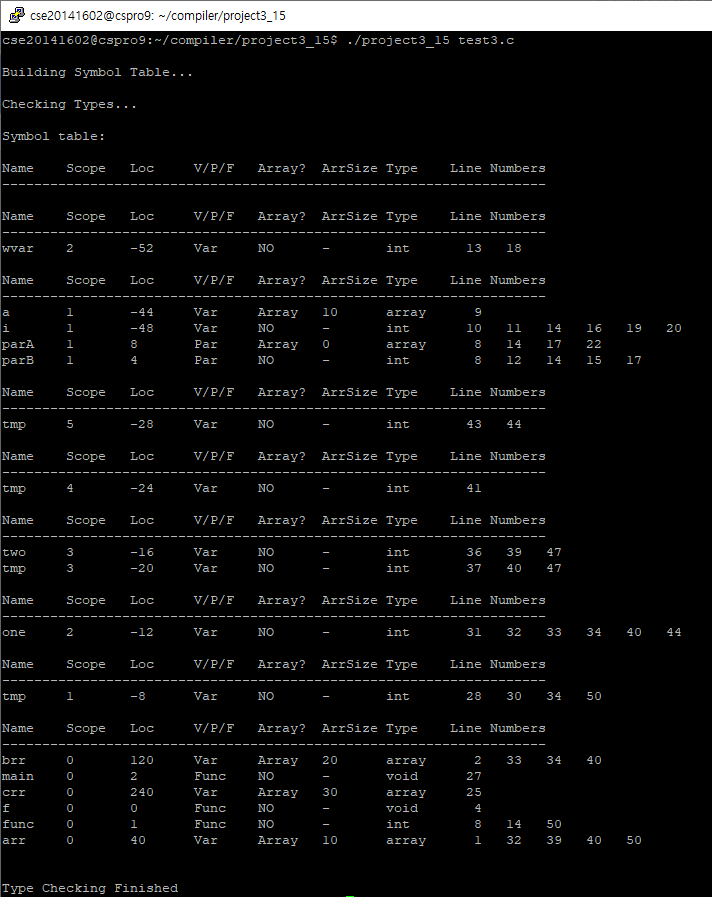 cse20141602@cspro9: ~/compiler/project3_15
cse20141602@cspro9:~/compiler/project3_15$ ./project3_15 test3.c
Building Symbol Table...
Checking Types...
Symbol table:
Name Scope Loc V/P/F Array? ArrSize Type Line Numbers
--------------------------------------------------------------------
Name Scope Loc V/P/F Array? ArrSize Type Line Numbers
--------------------------------------------------------------------
wvar 2 -52 Var NO - int 13 18
Name Scope Loc V/P/F Array? ArrSize Type Line Numbers
--------------------------------------------------------------------
a 1 -44 Var Array 10 array 9
i 1 -48 Var NO - int 10 11 14 16 19 20
parA 1 8 Par Array 0 array 8 14 17 22
parB 1 4 Par NO - int 8 12 14 15 17
Name Scope Loc V/P/F Array? ArrSize Type Line Numbers
--------------------------------------------------------------------
tmp 5 -28 Var NO - int 43 44
Name Scope Loc V/P/F Array? ArrSize Type Line Numbers
--------------------------------------------------------------------
tmp 4 -24 Var NO - int 41
Name Scope Loc V/P/F Array? ArrSize Type Line Numbers
--------------------------------------------------------------------
two 3 -16 Var NO - int 36 39 47
tmp 3 -20 Var NO - int 37 40 47
Name Scope Loc V/P/F Array? ArrSize Type Line Numbers
--------------------------------------------------------------------
one 2 -12 Var NO - int 31 32 33 34 40 44
Name Scope Loc V/P/F Array? ArrSize Type Line Numbers
--------------------------------------------------------------------
tmp 1 -8 Var NO - int 28 30 34 50
Name Scope Loc V/P/F Array? ArrSize Type Line Numbers
--------------------------------------------------------------------
brr 0 120 Var Array 20 array 2 33 34 40
main 0 2 Func NO - void 27
crr 0 240 Var Array 30 array 25
f 0 0 Func NO - void 4
func 0 1 Func NO - int 8 14 50
arr 0 40 Var Array 10 array 1 32 39 40 50
Type Checking Finished